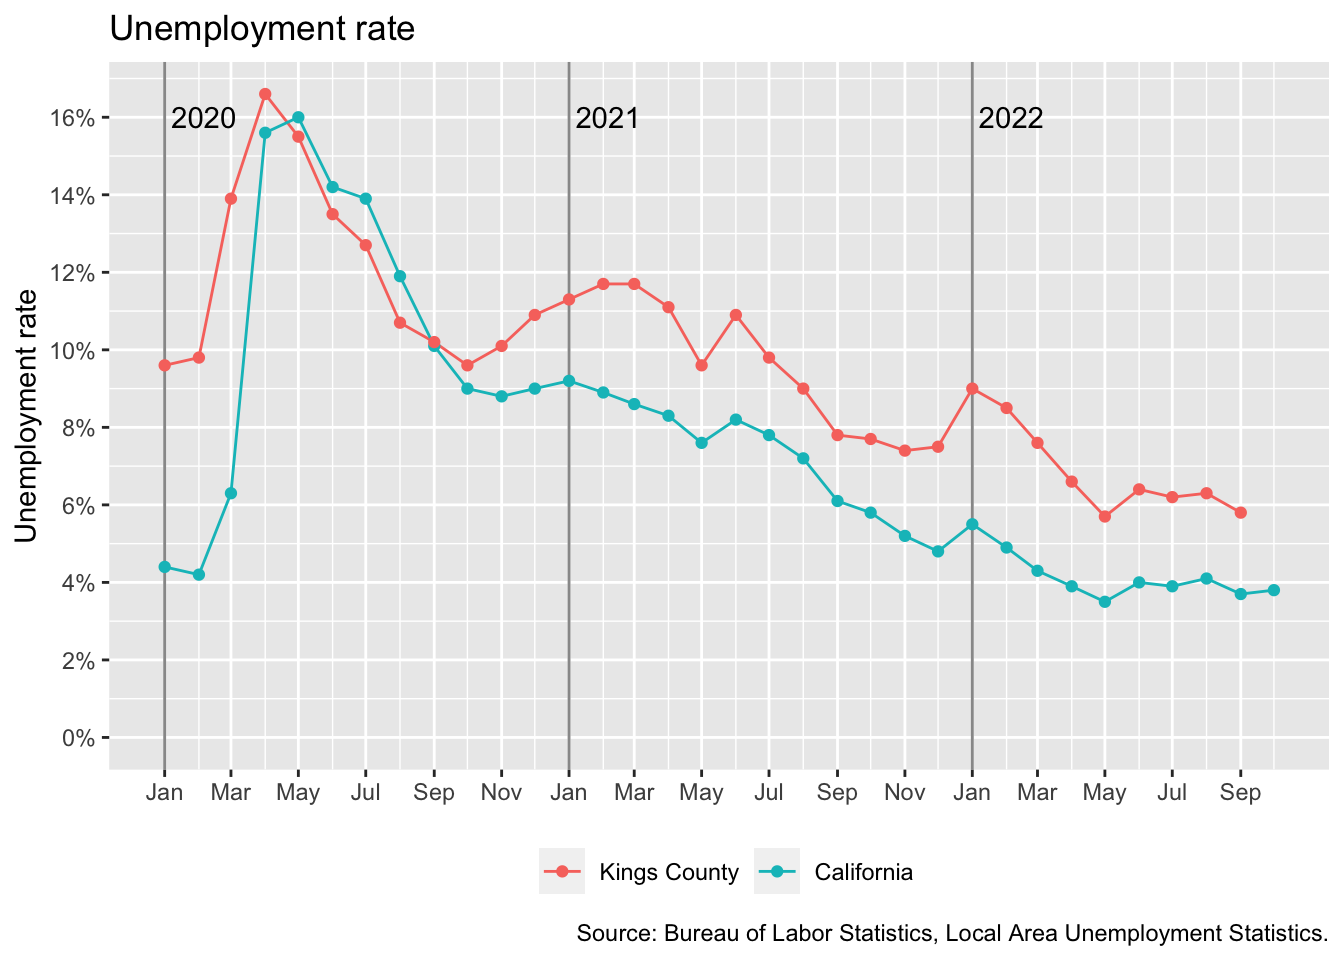 Unemployment rate
2020 2021 2022
Unemployment rate
16%
14%
12%
10%
8%
6%
4%
2%
0%
Jan Mar May Jul Sep Nov Jan Mar May Jul Sep Nov Jan Mar May Jul Sep
Kings County California
Source: Bureau of Labor Statistics, Local Area Unemployment Statistics.